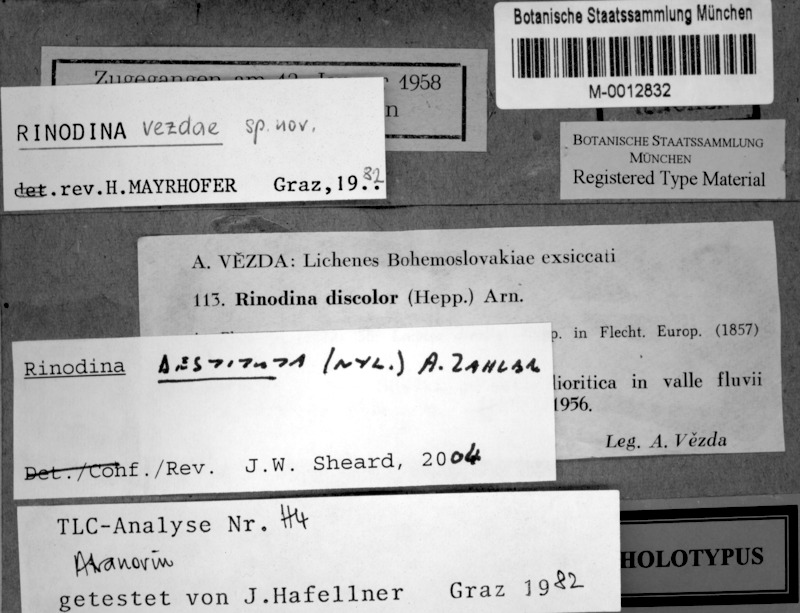 Botanische Staatssammlung München
M-0012832
Zugegangen am 1958
RINODINA vezdae sp. nov.
det.rev.H.MAYRHOFER Graz,1982
BOTANISCHE STAATSSAMMLUNG
MÜNCHEN
Registered Type Material
A. VĚZDA: Lichenes Bohemoslovakiae exsiccati
113. Rinodina discolor (Hepp.) Arn.
p. in Flecht. Europ. (1857)
lioritica in valle fluvii
1956.
Leg. A. Vězda
Rinodina DESTITUTA (NYL.) A. ZAHLBR
Det./Conf./Rev. J.W. Sheard, 2004
TLC-Analyse Nr. H4
Atranorin
getestet von J.Hafellner Graz 1982
HOLOTYPUS